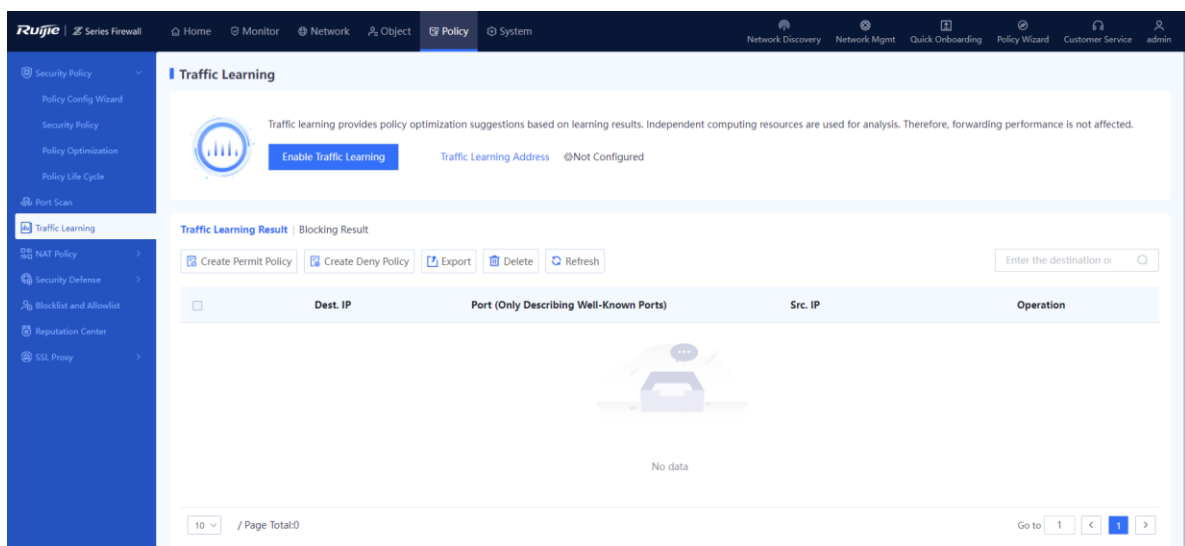 Ruijie | Z Series Firewall
Home Monitor Network Object Policy System
Network Discovery Network Mgmt Quick Onboarding Policy Wizard Customer Service admin
Security Policy
Policy Config Wizard
Security Policy
Policy Optimization
Policy Life Cycle
Port Scan
Traffic Learning
NAT Policy
Security Defense
Blocklist and Allowlist
Reputation Center
SSL Proxy
Traffic Learning
Traffic learning provides policy optimization suggestions based on learning results. Independent computing resources are used for analysis. Therefore, forwarding performance is not affected.
Enable Traffic Learning Traffic Learning Address Not Configured
Traffic Learning Result | Blocking Result
Create Permit Policy Create Deny Policy Export Delete Refresh Enter the destination o
Dest. IP Port (Only Describing Well-Known Ports) Src. IP Operation
No data
10 / Page Total:0 Go to 1 < 1 >